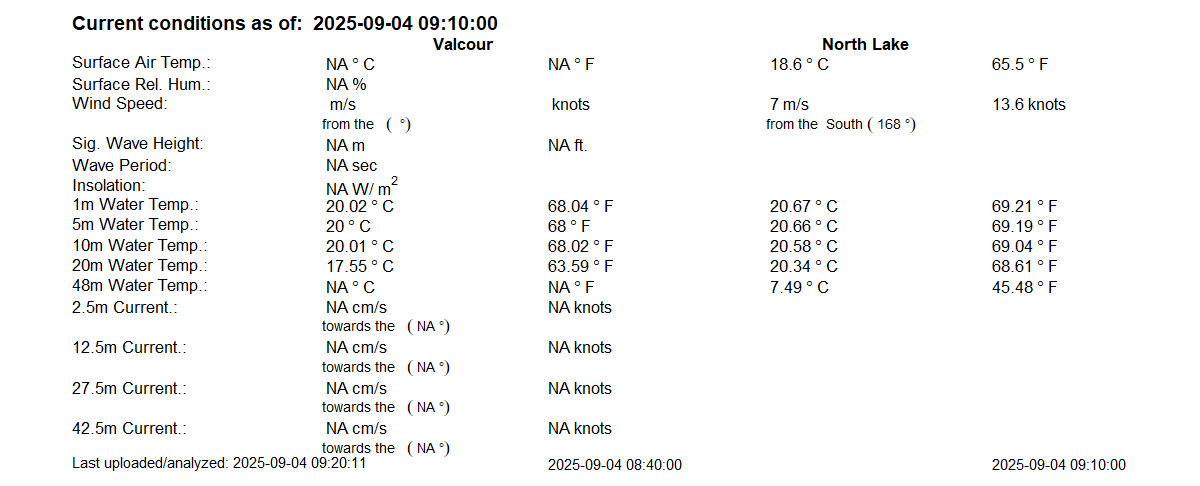 Current conditions as of: 2025-09-04 09:10:00
Valcour North Lake
Surface Air Temp.: NA ° C NA ° F 18.6 ° C 65.5 ° F
Surface Rel. Hum.: NA %
Wind Speed: m/s knots 7 m/s 13.6 knots
from the ( °) from the South ( 168 °)
Sig. Wave Height: NA m NA ft.
Wave Period: NA sec
Insolation: NA W/ m2
1m Water Temp.: 20.02 ° C 68.04 ° F 20.67 ° C 69.21 ° F
5m Water Temp.: 20 ° C 68 ° F 20.66 ° C 69.19 ° F
10m Water Temp.: 20.01 ° C 68.02 ° F 20.58 ° C 69.04 ° F
20m Water Temp.: 17.55 ° C 63.59 ° F 20.34 ° C 68.61 ° F
48m Water Temp.: NA ° C NA ° F 7.49 ° C 45.48 ° F
2.5m Current.: NA cm/s NA knots
towards the ( NA °)
12.5m Current.: NA cm/s NA knots
towards the ( NA °)
27.5m Current.: NA cm/s NA knots
towards the ( NA °)
42.5m Current.: NA cm/s NA knots
towards the ( NA °)
Last uploaded/analyzed: 2025-09-04 09:20:11 2025-09-04 08:40:00 2025-09-04 09:10:00